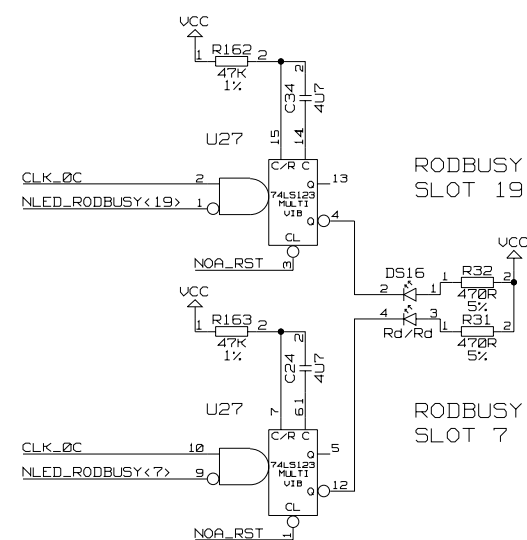 VCC
1 R162 2
47K
1%
C34
2
4U7
15
14
U27
C/R C
CLK_0C 2
Q 13
NLED_RODBUSY<19> 1
74LS123
MULTI
VIB
Q 4
CL
NOA_RST
3
RODBUSY
SLOT 19
VCC
DS16
2 1
1 R32
470R
5%
4 3
Rd/Rd
1 R31 2
470R
5%
VCC
1 R163 2
47K
1%
C24
2
4U7
7
6 1
U27
C/R C
CLK_0C 10
Q 5
NLED_RODBUSY<7> 9
74LS123
MULTI
VIB
Q 12
CL
NOA_RST
1
RODBUSY
SLOT 7